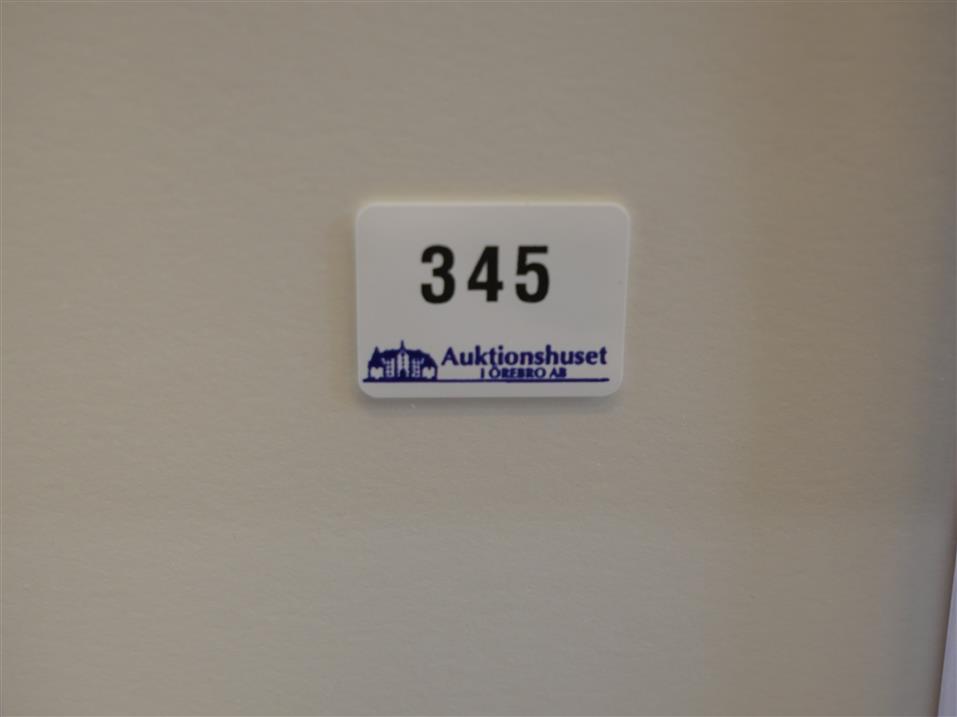 345
Auktionshuset
I ÖREBRO AB